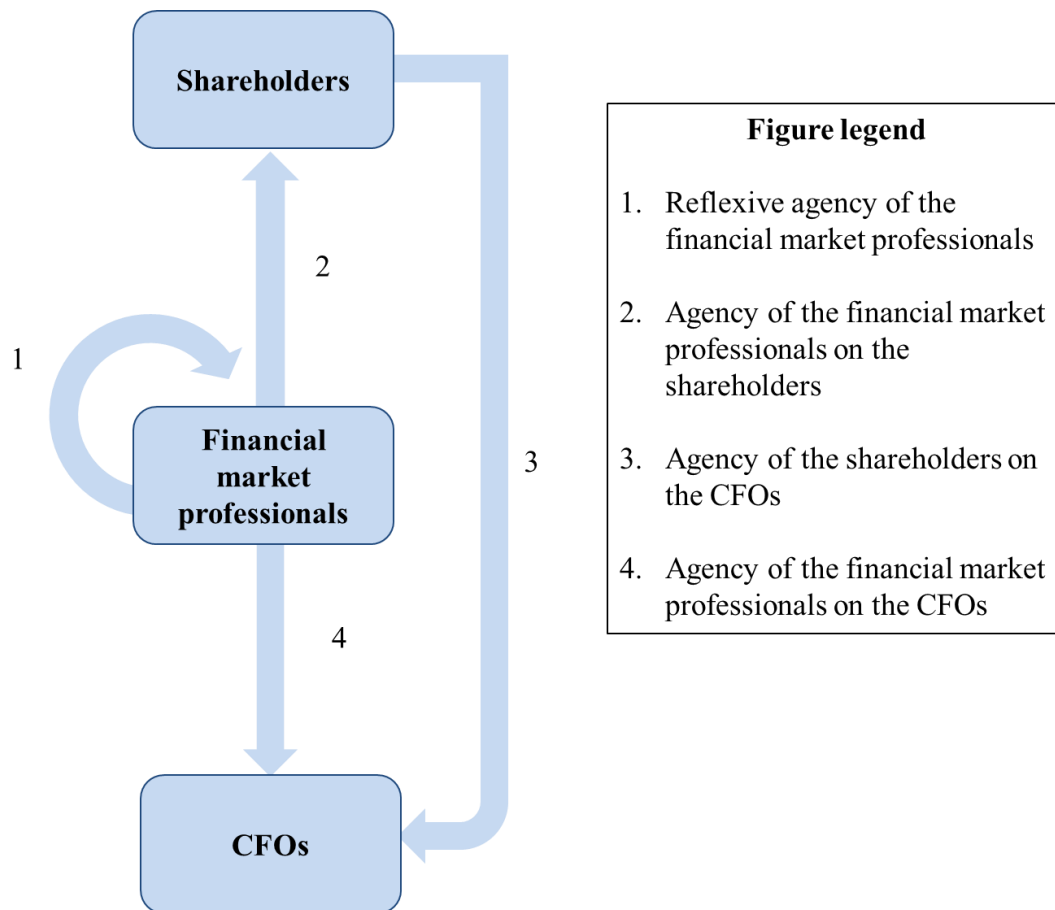 Shareholders
2
1
Financial
market
professionals
3
4
CFOs
Figure legend
1. Reflexive agency of the
financial market professionals
2. Agency of the financial market
professionals on the
shareholders
3. Agency of the shareholders on
the CFOs
4. Agency of the financial market
professionals on the CFOs